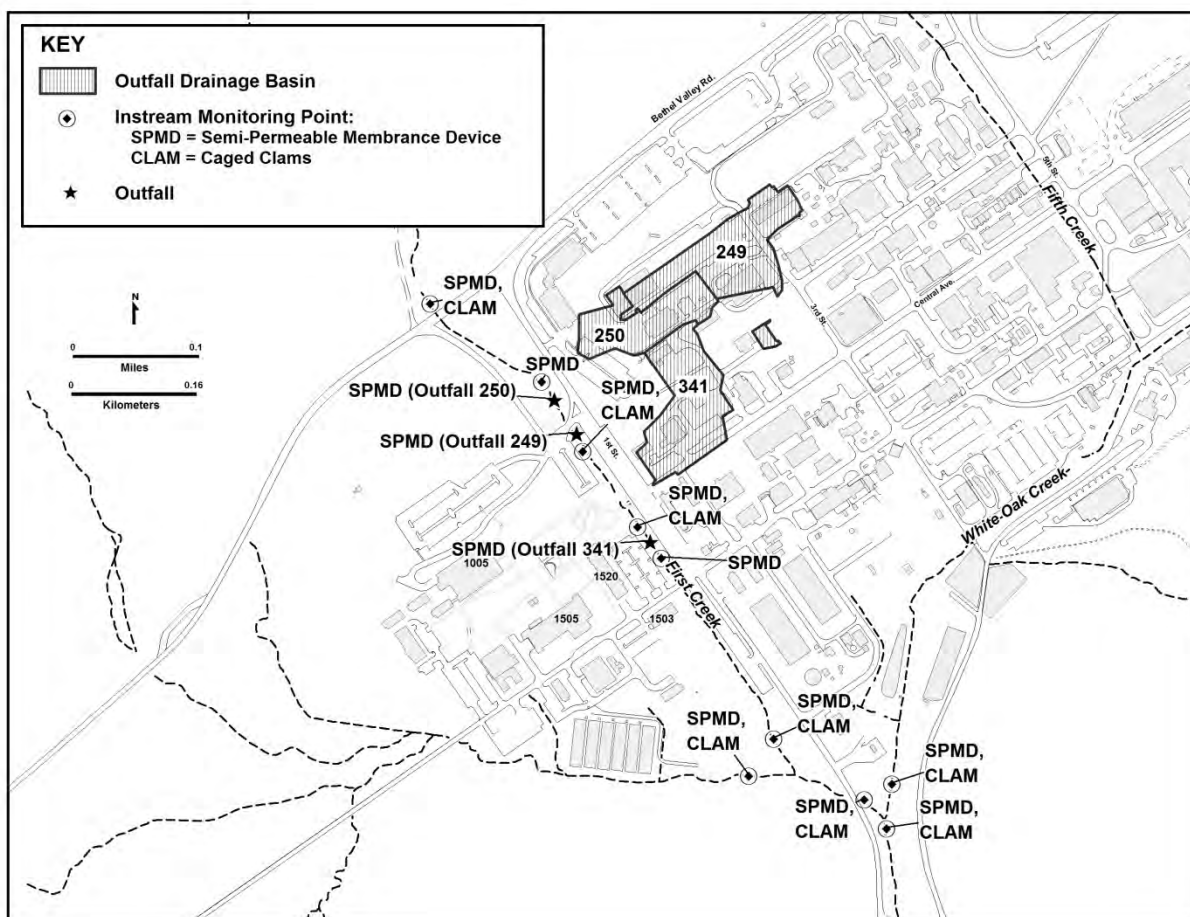 KEY
Outfall Drainage Basin
Instream Monitoring Point:
SPMD = Semi-Permeable Membrance Device
CLAM = Caged Clams
Outfall
Bethel Valley Rd.
5th St.
Fifth Creek
249
SPMD,
CLAM
N
3rd St.
Central Ave.
0 0.1
Miles
0 0.16
Kilometers
250
SPMD
SPMD (Outfall 250)
SPMD,
CLAM
341
SPMD (Outfall 249)
1st St.
White-Oak Creek
SPMD,
CLAM
SPMD (Outfall 341)
SPMD
1005
1520
First Creek
1505
1503
SPMD,
CLAM
SPMD,
CLAM
SPMD,
CLAM
SPMD,
CLAM
SPMD,
CLAM